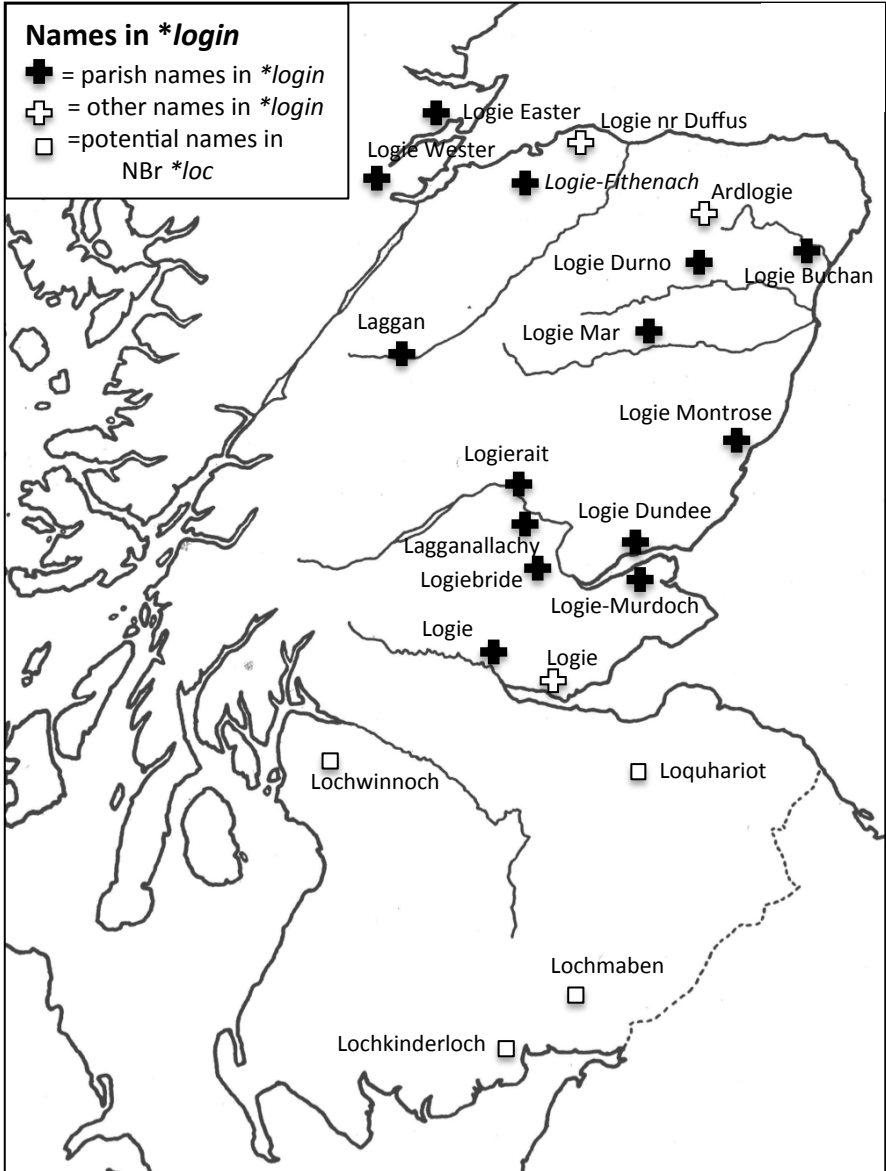 Names in *login
= parish names in *login
= other names in *login
=potential names in
NBr *loc
Logie Easter
Logie nr Duffus
Logie Wester
Logie-FIthenach
Ardlogie
Logie Durno
Logie Buchan
Laggan
Logie Mar
Logie Montrose
Logierait
Logie Dundee
Lagganallachy
Logiebride
Logie-Murdoch
Logie
Logie
Lochwinnoch
Loquhariot
Lochmaben
Lochkinderloch